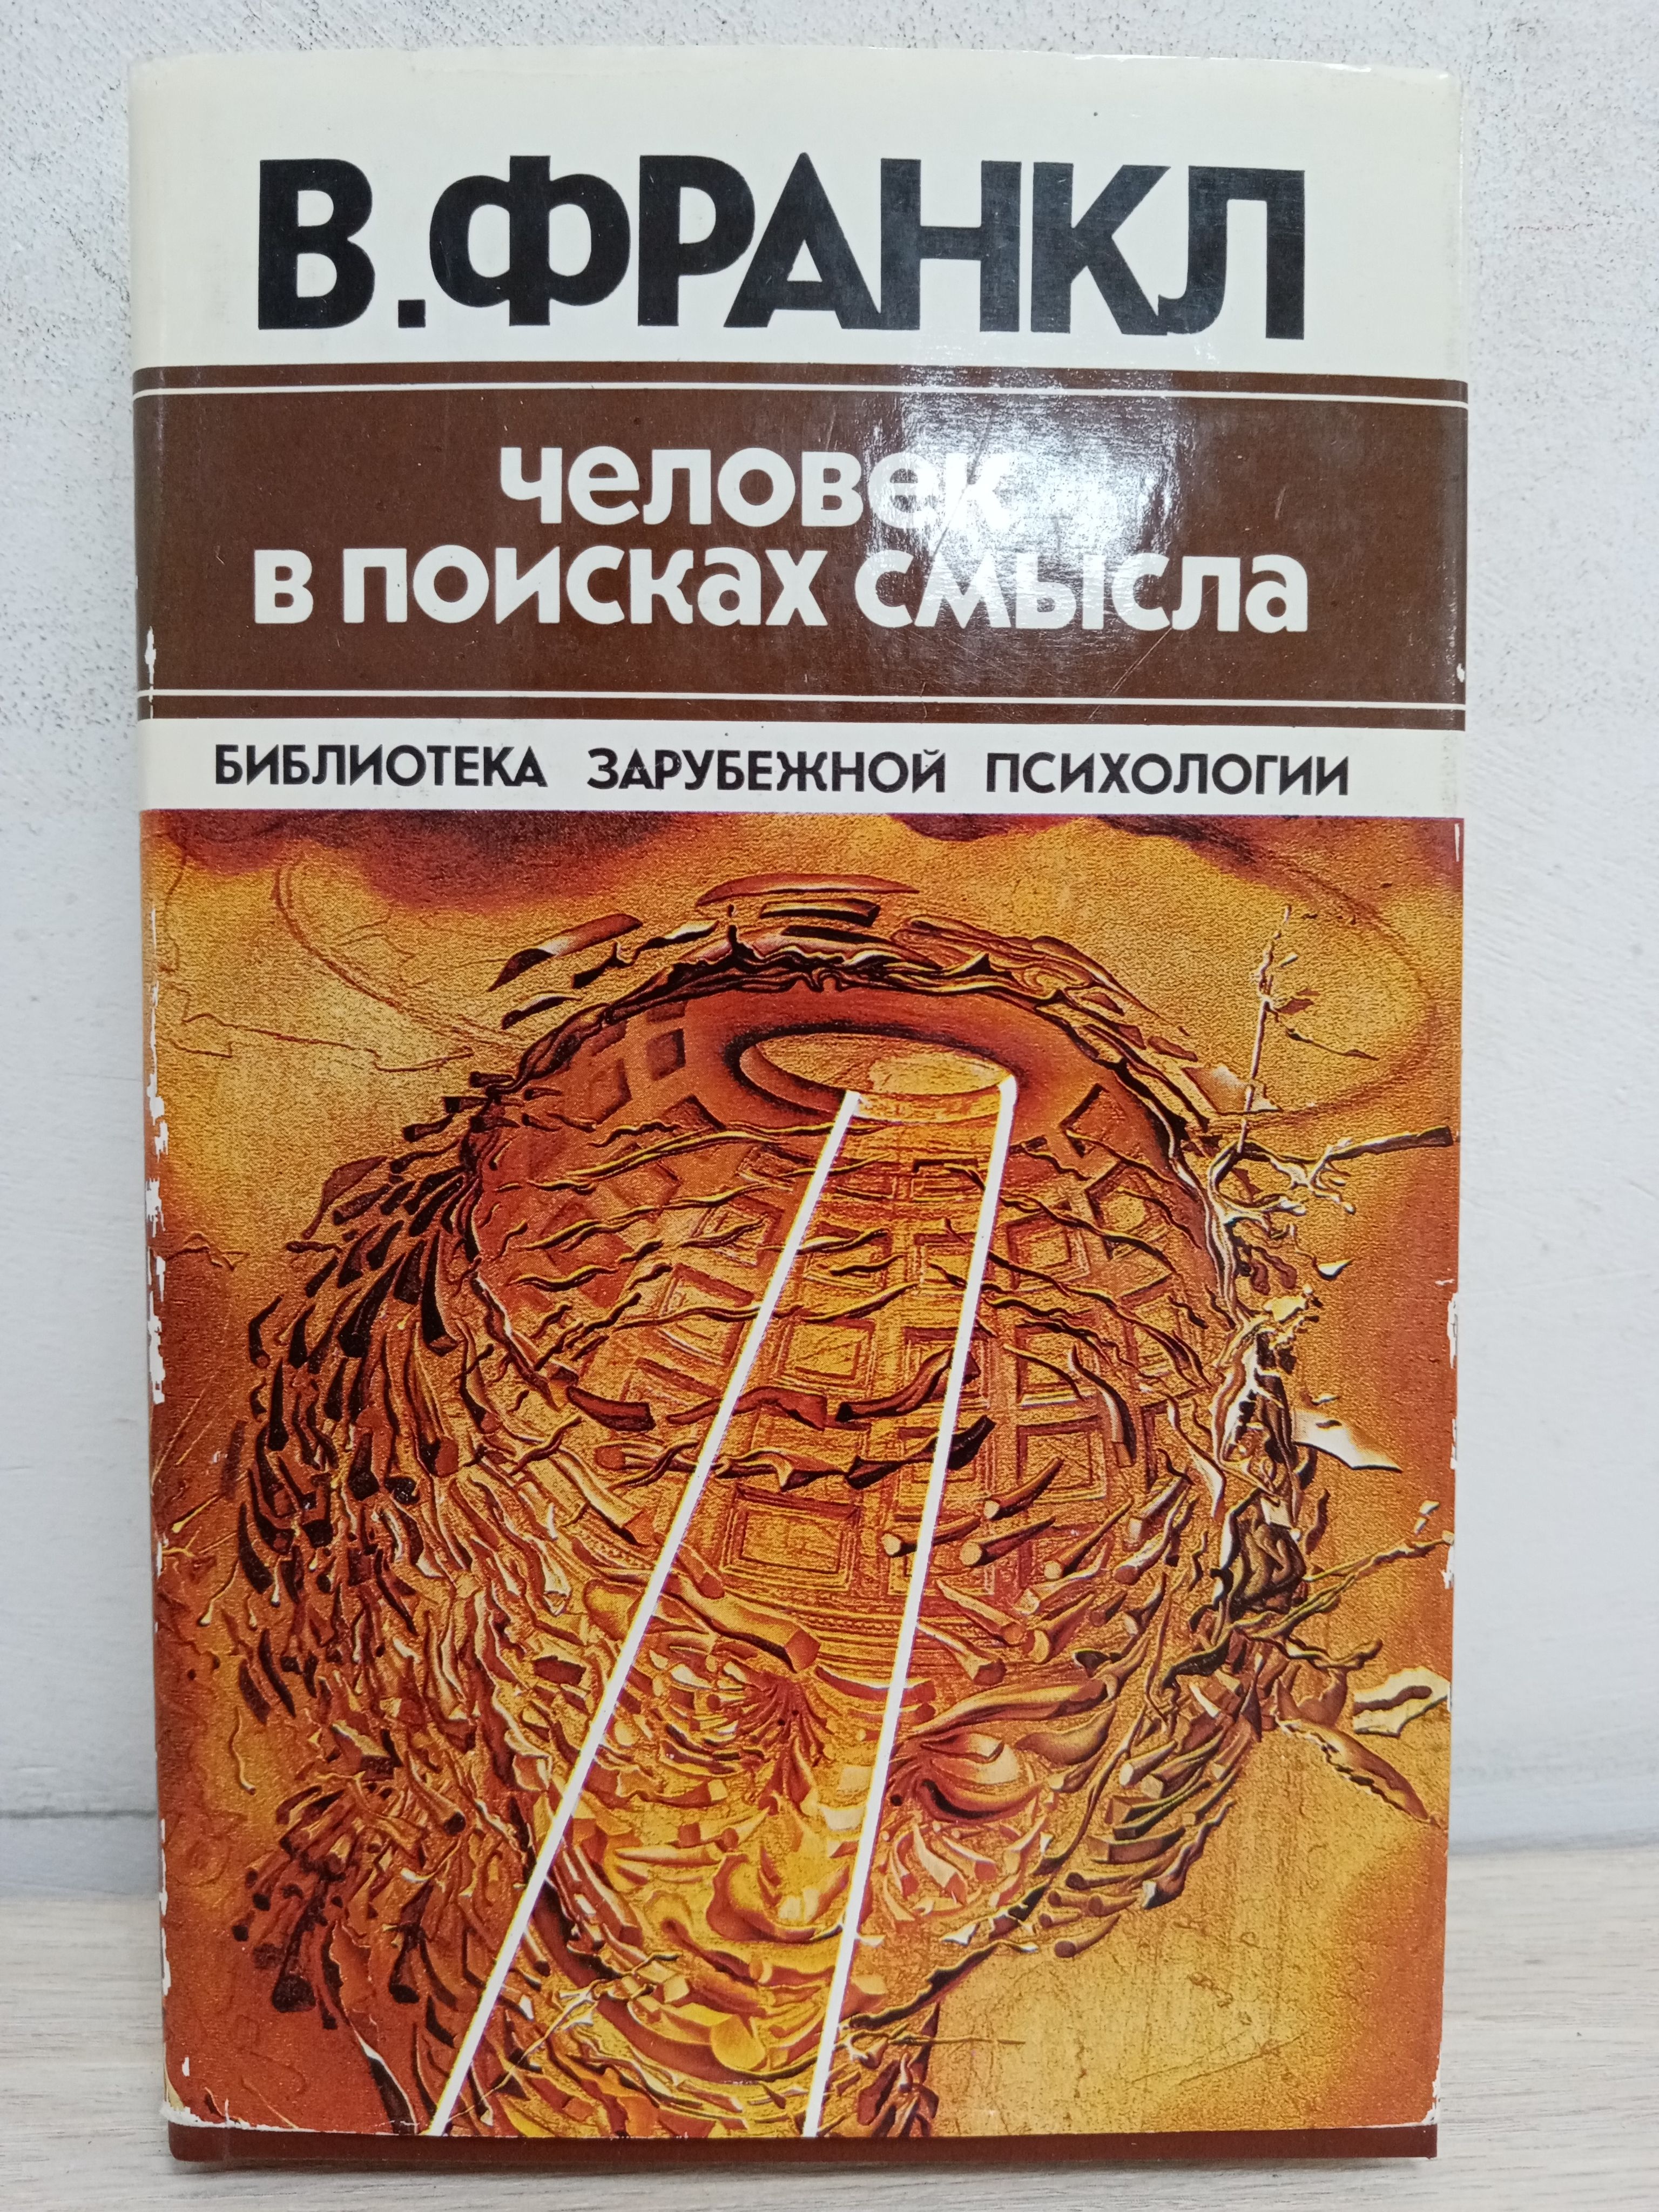 В.ФРАНКЛ
человек
в поисках смысла
БИБЛИОТЕКА ЗАРУБЕЖНОЙ ПСИХОЛОГИИ